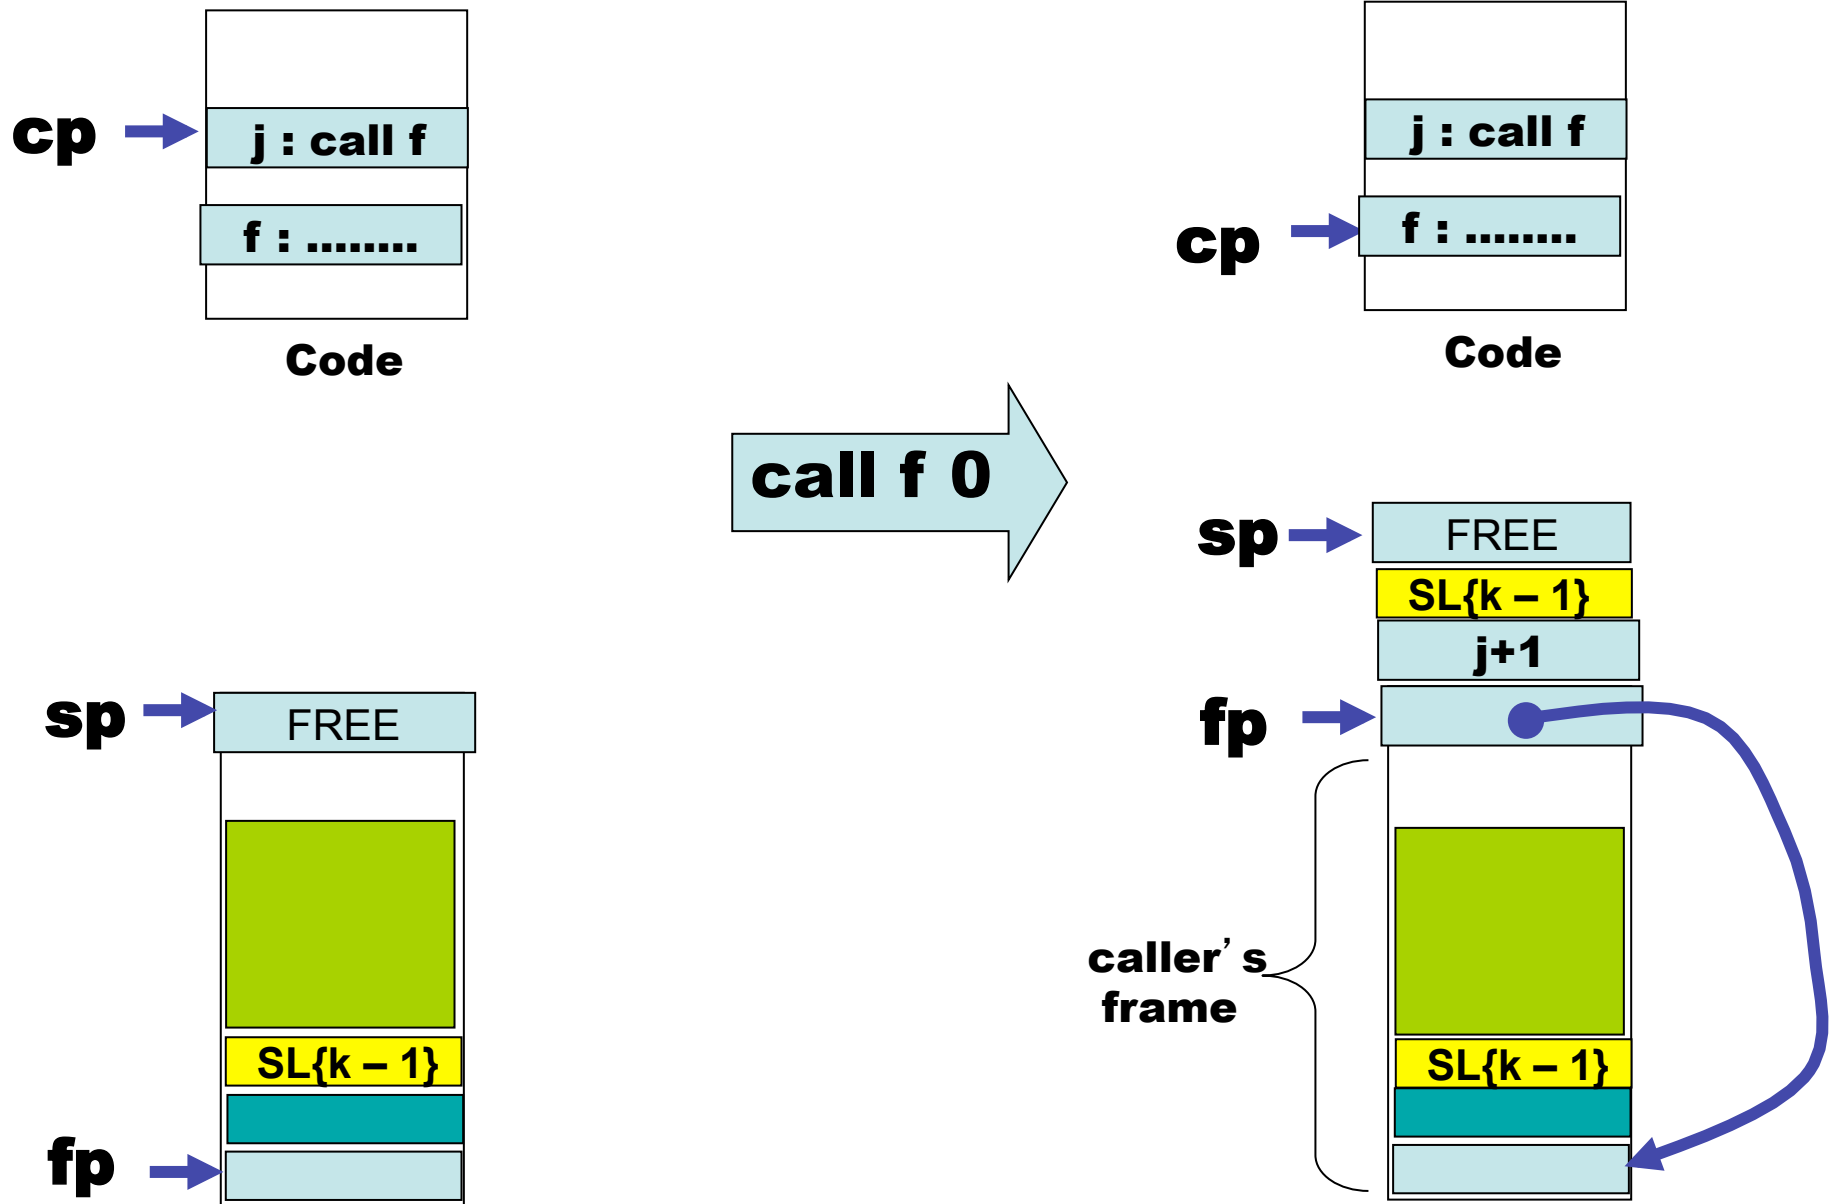 cp
j : call f
f : ........
Code
sp
FREE
SL{k – 1}
fp
call f 0
j : call f
cp
f : ........
Code
sp
FREE
SL{k – 1}
j+1
fp
caller’s
frame
SL{k – 1}